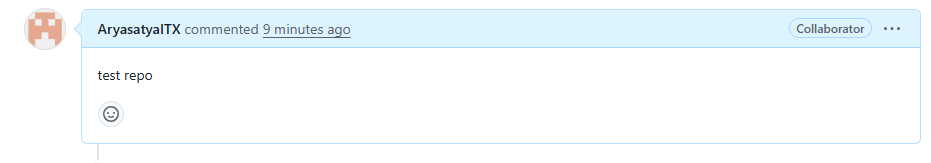 AryasatyaITX commented 9 minutes ago Collaborator
test repo